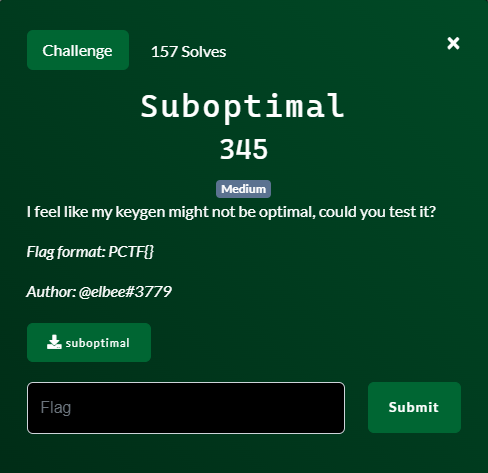 Challenge 157 Solves ×
Suboptimal
345
Medium
I feel like my keygen might not be optimal, could you test it?
Flag format: PCTF{}
Author: @elbee#3779
suboptimal
Flag Submit